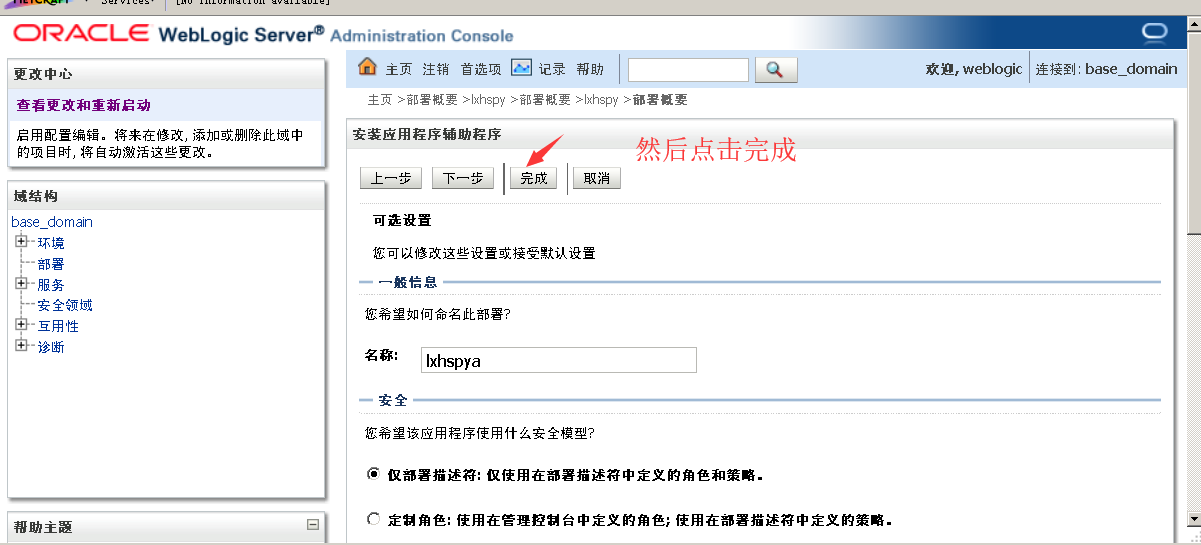 NETCRAFT Services· [No information available]
ORACLE WebLogic Server® Administration Console
更改中心
查看更改和重新启动
启用配置编辑。将来在修改, 添加或删除此域中
的项目时, 将自动激活这些更改。
域结构
base_domain
环境
部署
服务
安全领域
互用性
诊断
帮助主题
主页 注销 首选项 记录 帮助
欢迎, weblogic 连接到: base_domain
主页 >部署概要 >lxhspy >部署概要 >lxhspy >部署概要
安装应用程序辅助程序
然后点击完成
上一步 下一步 完成 取消
可选设置
您可以修改这些设置或接受默认设置
一般信息
您希望如何命名此部署?
名称: lxhspya
安全
您希望该应用程序使用什么安全模型?
仅部署描述符: 仅使用在部署描述符中定义的角色和策略。
定制角色: 使用在管理控制台中定义的角色; 使用在部署描述符中定义的策略。